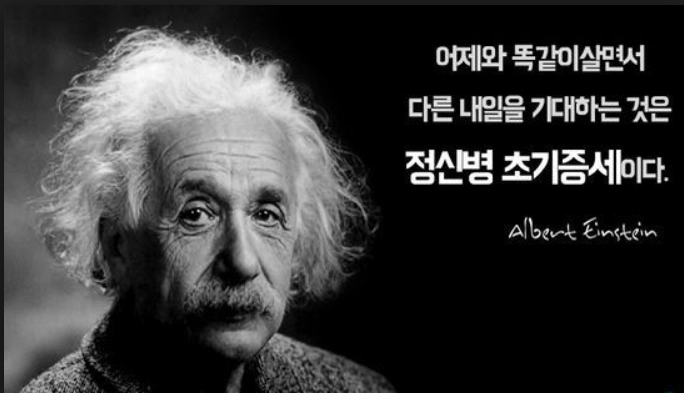 어제와 똑같이살면서
다른 내일을 기대하는 것은
정신병 초기증세이다.
Albert Einstein